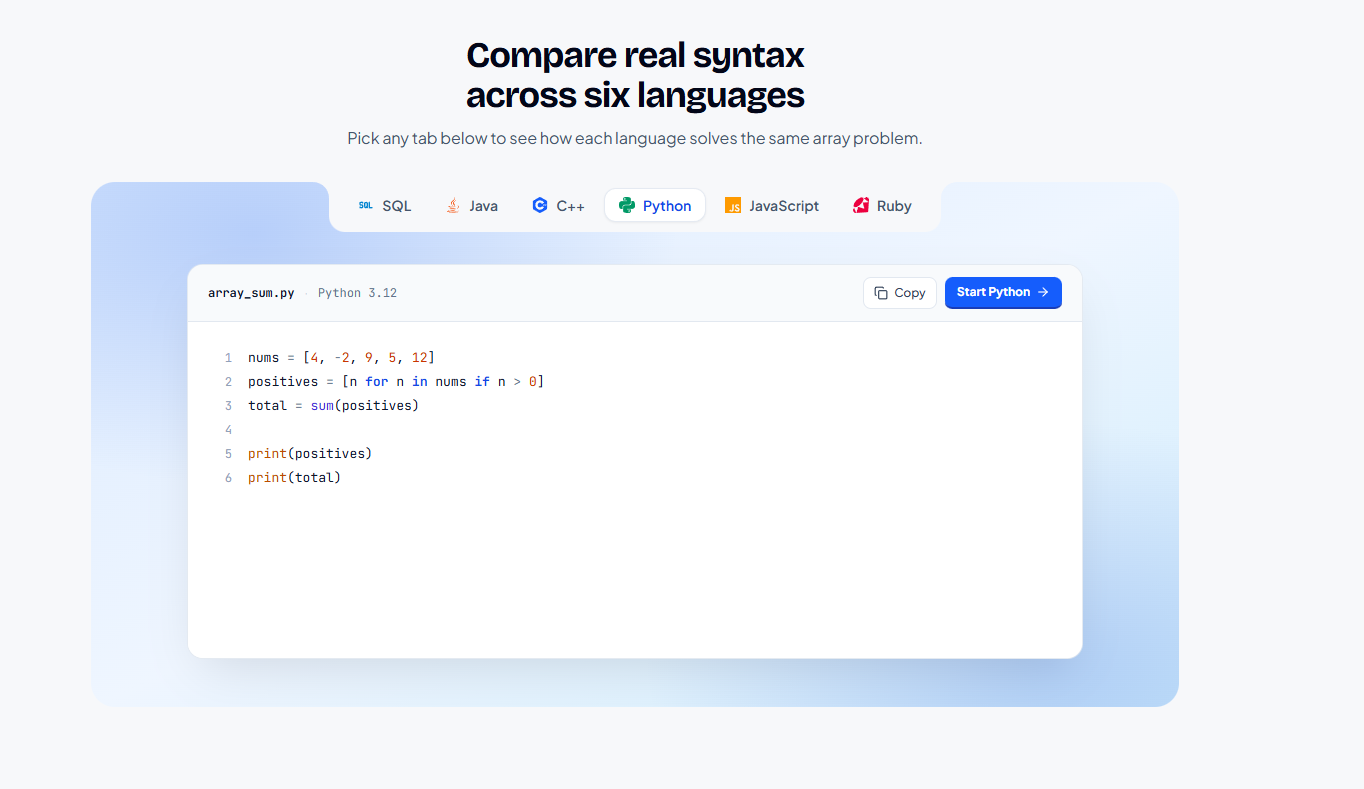 Compare real syntax
across six languages
Pick any tab below to see how each language solves the same array problem.
SQL SQL Java C++ Python JS JavaScript Ruby
array_sum.py · Python 3.12 Copy Start Python →
1 nums = [4, -2, 9, 5, 12]
2 positives = [n for n in nums if n > 0]
3 total = sum(positives)
4
5 print(positives)
6 print(total)